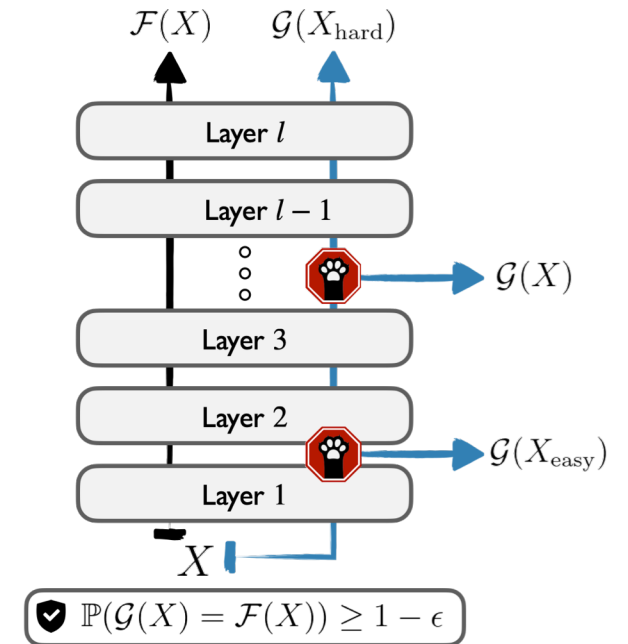 𝓕(X) 𝓖(X_hard)
Layer l
Layer l − 1
𝓖(X)
Layer 3
Layer 2
𝓖(X_easy)
Layer 1
X
ℙ(𝓖(X) = 𝓕(X)) ≥ 1 − ϵ